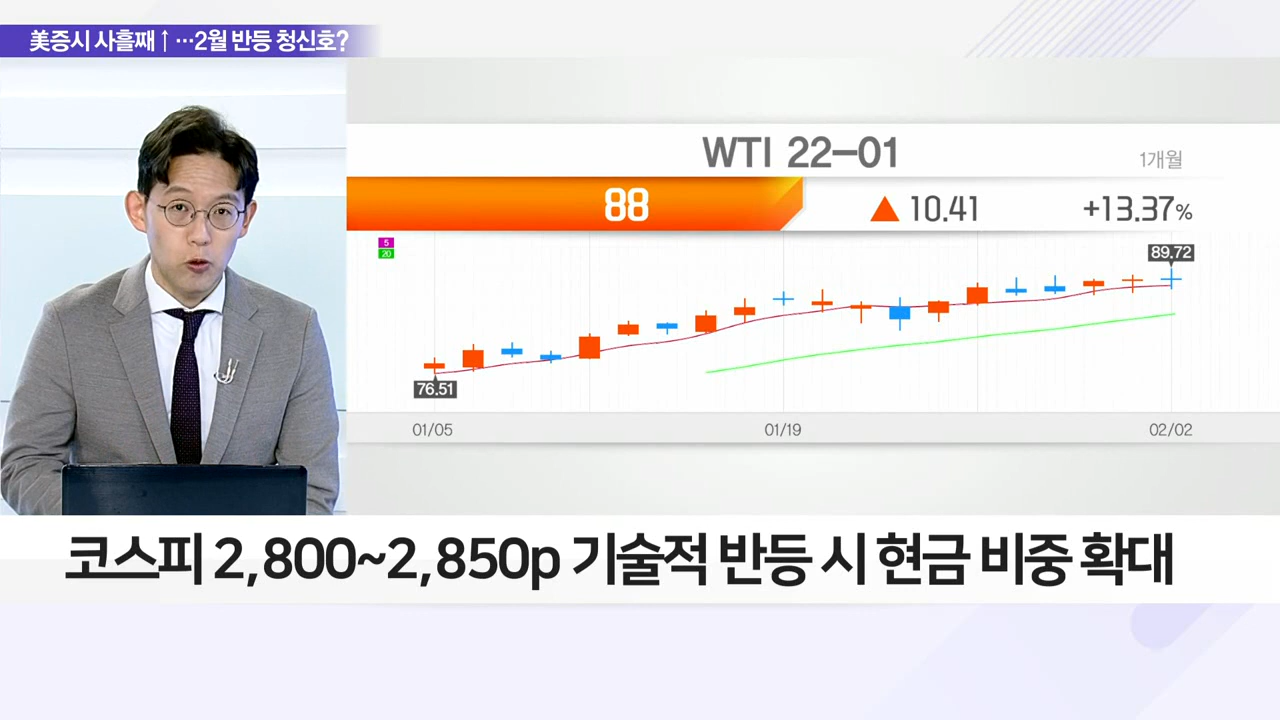 美증시 사흘째↑…2월 반등 청신호?
WTI 22-01
1개월
88
▲ 10.41
+13.37%
5
20
89.72
76.51
01/05
01/19
02/02
코스피 2,800~2,850p 기술적 반등 시 현금 비중 확대